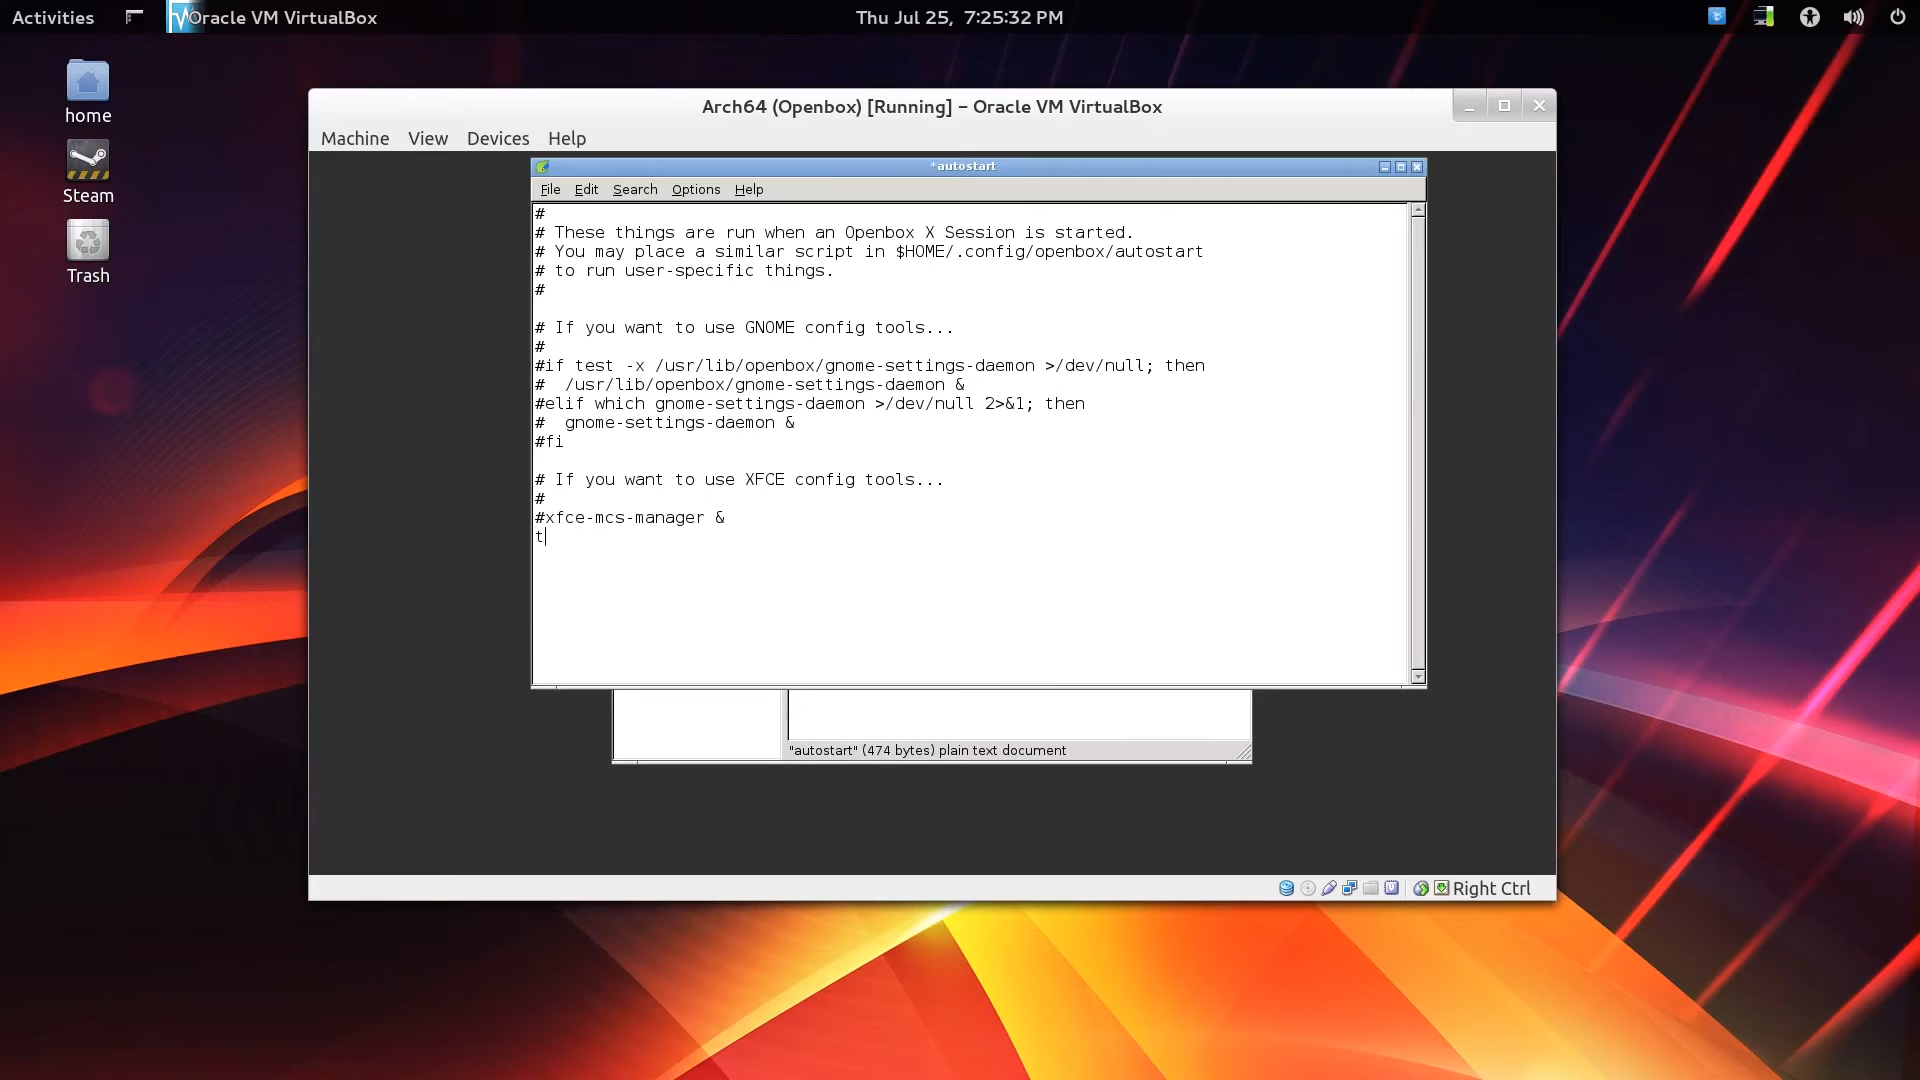 Activities
Oracle VM VirtualBox
Thu Jul 25, 7:25:32 PM
home
Steam
Trash
Arch64 (Openbox) [Running] – Oracle VM VirtualBox
Machine View Devices Help
*autostart
File Edit Search Options Help
#
# These things are run when an Openbox X Session is started.
# You may place a similar script in $HOME/.config/openbox/autostart
# to run user-specific things.
#
# If you want to use GNOME config tools...
#
#if test -x /usr/lib/openbox/gnome-settings-daemon >/dev/null; then
#  /usr/lib/openbox/gnome-settings-daemon &
#elif which gnome-settings-daemon >/dev/null 2>&1; then
#  gnome-settings-daemon &
#fi
# If you want to use XFCE config tools...
#
#xfce-mcs-manager &
t
"autostart" (474 bytes) plain text document
Right Ctrl